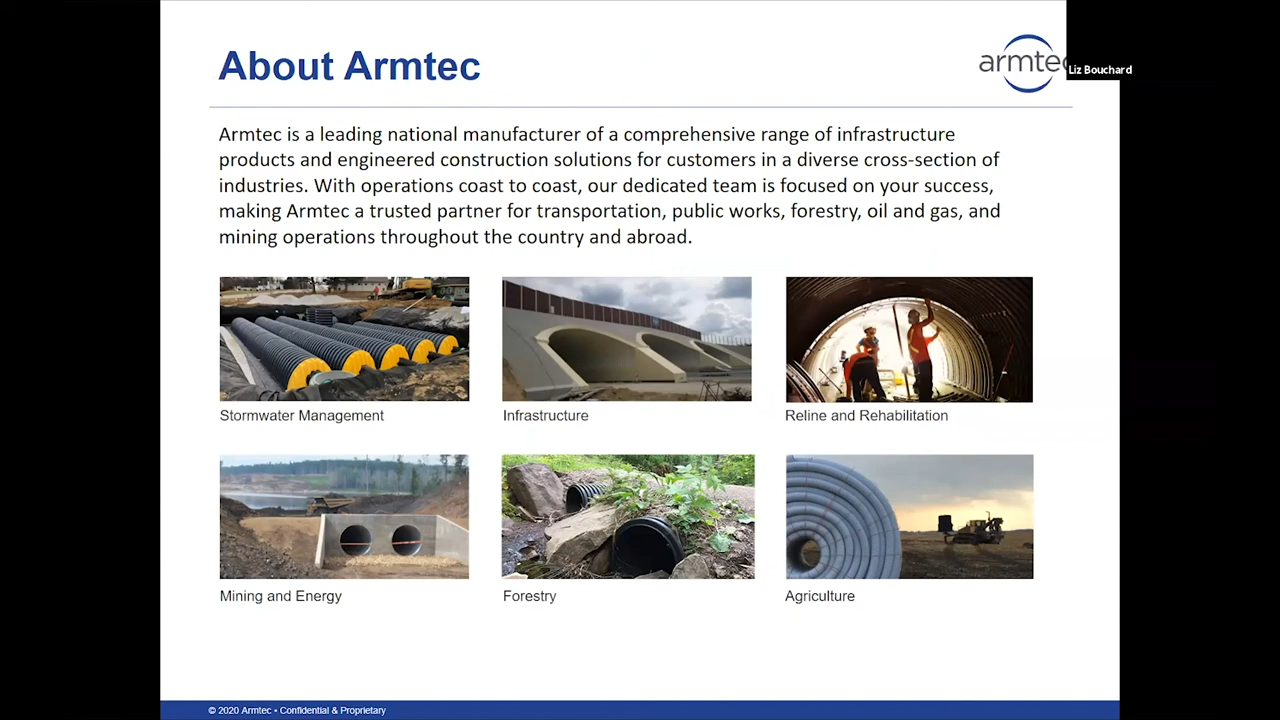 About Armtec
armtec
Liz Bouchard
Armtec is a leading national manufacturer of a comprehensive range of infrastructure
products and engineered construction solutions for customers in a diverse cross-section of
industries. With operations coast to coast, our dedicated team is focused on your success,
making Armtec a trusted partner for transportation, public works, forestry, oil and gas, and
mining operations throughout the country and abroad.
Stormwater Management
Infrastructure
Reline and Rehabilitation
Mining and Energy
Forestry
Agriculture
© 2020 Armtec • Confidential & Proprietary